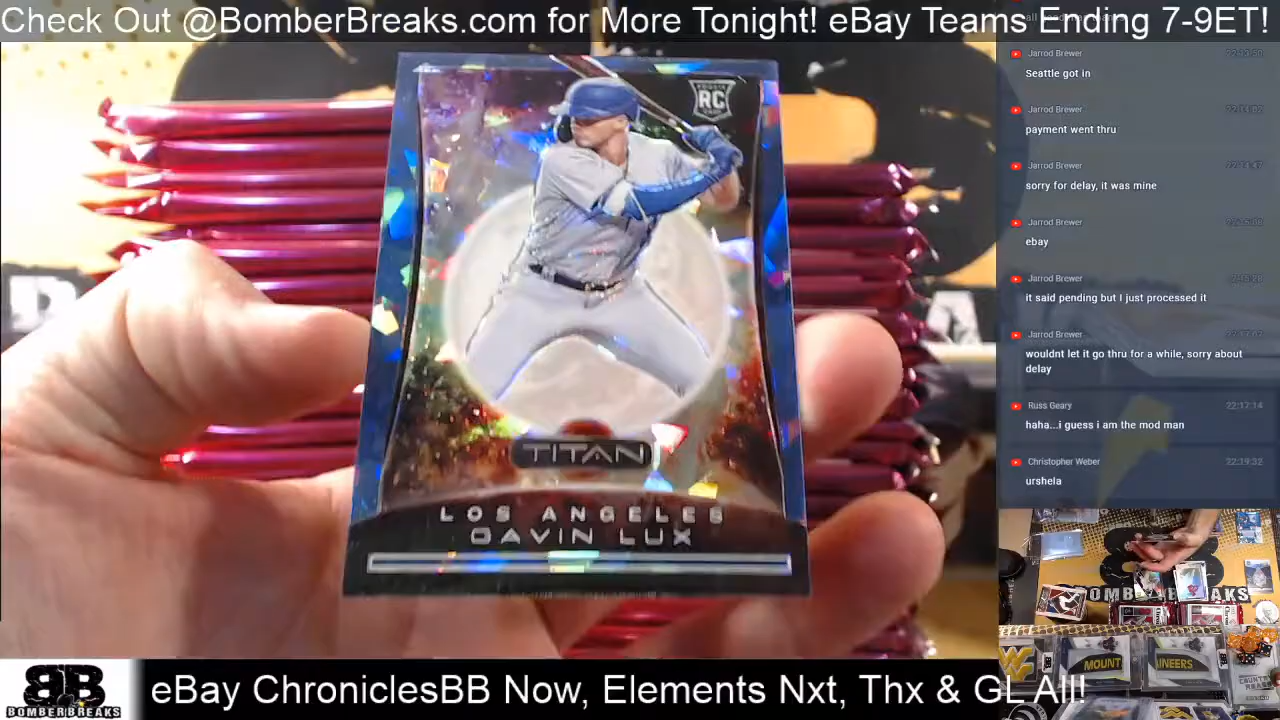 Check Out @BomberBreaks.com for More Tonight! eBay Teams Ending 7-9ET!
Jarrod Brewer
Seattle got in
Jarrod Brewer
payment went thru
Jarrod Brewer
sorry for delay, it was mine
Jarrod Brewer
ebay
Jarrod Brewer
it said pending but I just processed it
Jarrod Brewer
wouldnt let it go thru for a while, sorry about
delay
Russ Geary 22:17:14
haha...i guess i am the mod man
Christopher Weber 22:19:32
urshela
RC
TITAN
LOS ANGELES
GAVIN LUX
BOMBERBREAKS
MOUNT AINEERS
BB
BOMBERBREAKS
eBay ChroniclesBB Now, Elements Nxt, Thx & GL All!